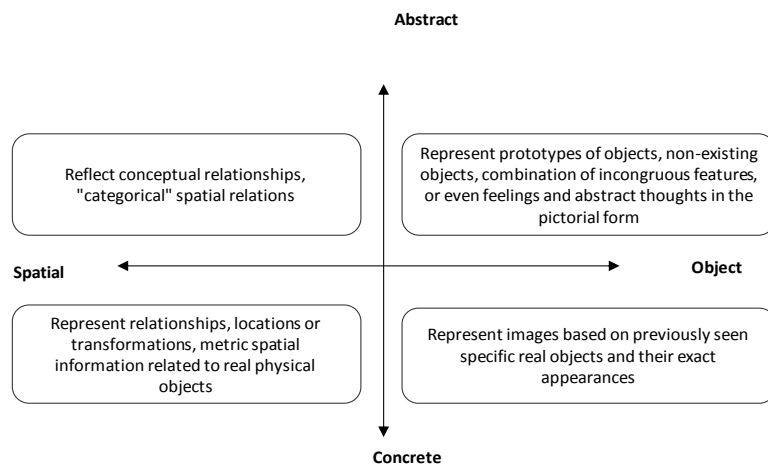 Abstract
Reflect conceptual relationships,
"categorical" spatial relations
Represent prototypes of objects, non-existing
objects, combination of incongruous features,
or even feelings and abstract thoughts in the
pictorial form
Spatial
Object
Represent relationships, locations or
transformations, metric spatial
information related to real physical
objects
Represent images based on previously seen
specific real objects and their exact
appearances
Concrete